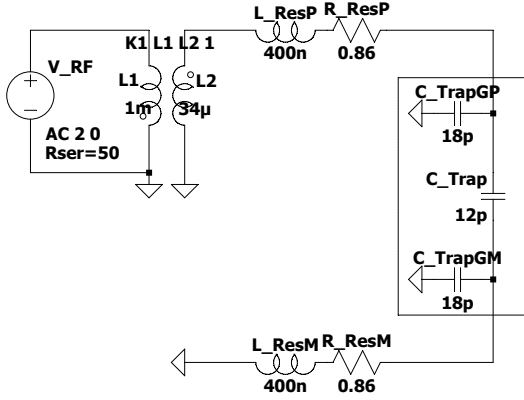 L_ResP R_ResP
400n 0.86
K1 L1 L2 1
V_RF
L1 L2
1m 34µ
AC 2 0
Rser=50
C_TrapGP
18p
C_Trap
12p
C_TrapGM
18p
L_ResM R_ResM
400n 0.86